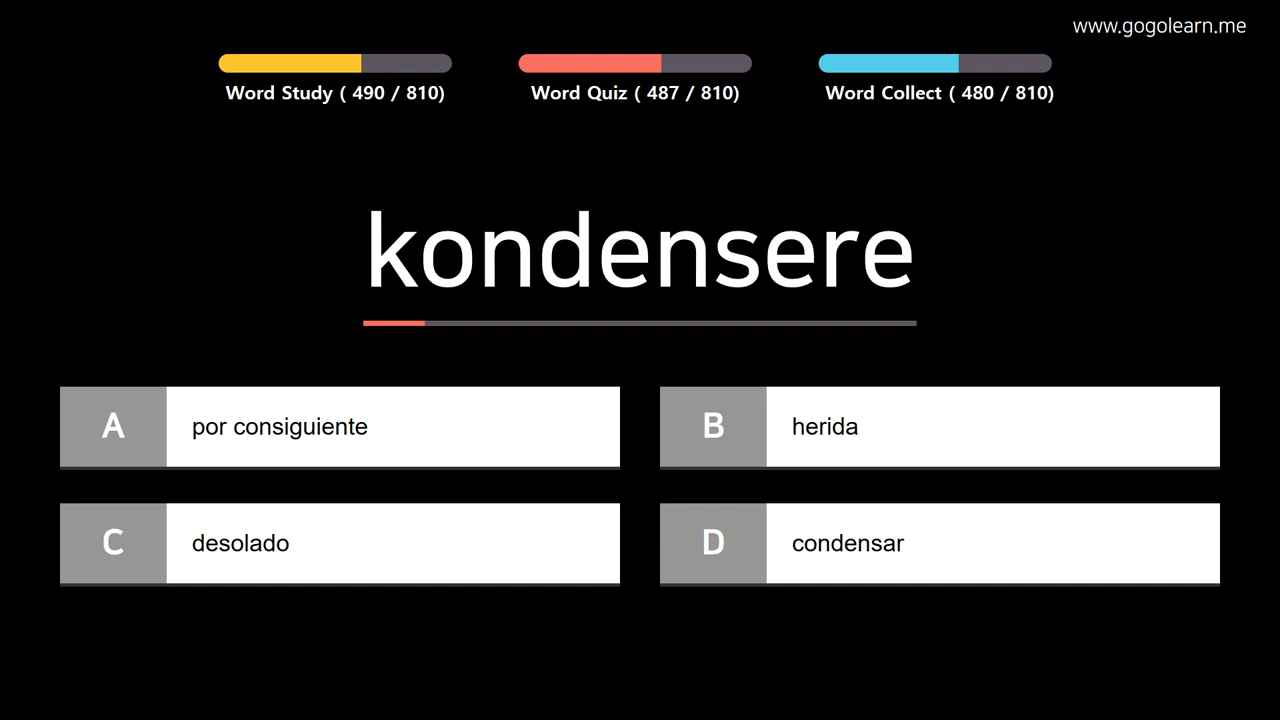 www.gogolearn.me
Word Study ( 490 / 810)
Word Quiz ( 487 / 810)
Word Collect ( 480 / 810)
kondensere
A
por consiguiente
B
herida
C
desolado
D
condensar